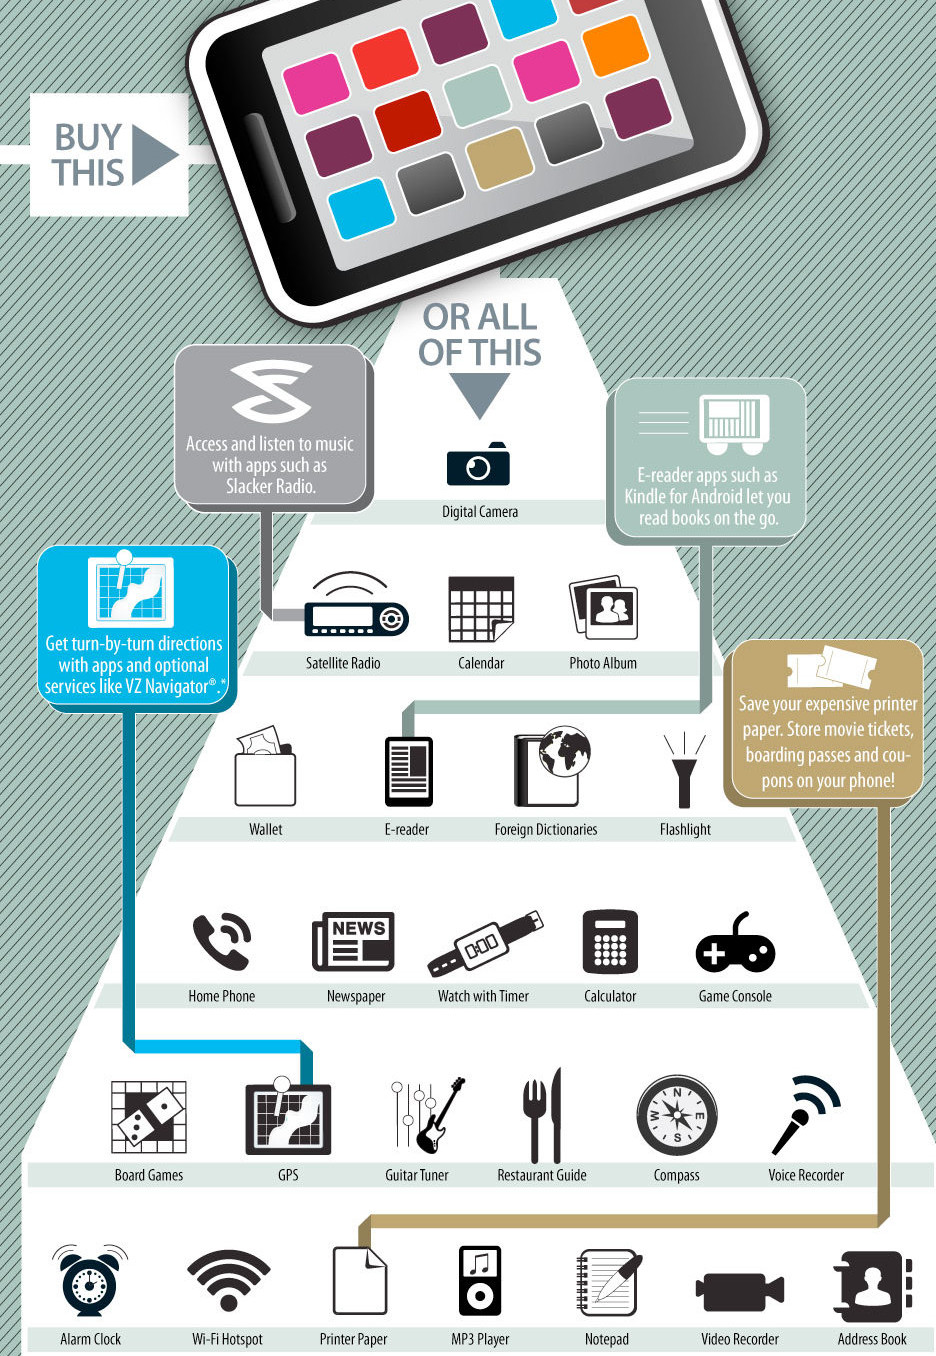 BUY
THIS
OR ALL
OF THIS
Access and listen to music
with apps such as
Slacker Radio.
E-reader apps such as
Kindle for Android let you
read books on the go.
Digital Camera
Get turn-by-turn directions
with apps and optional
services like VZ Navigator®.*
Satellite Radio
Calendar
Photo Album
Save your expensive printer
paper. Store movie tickets,
boarding passes and cou-
pons on your phone!
Wallet
E-reader
Foreign Dictionaries
Flashlight
NEWS
Home Phone
Newspaper
Watch with Timer
Calculator
Game Console
N
W
E
S
Board Games
GPS
Guitar Tuner
Restaurant Guide
Compass
Voice Recorder
Alarm Clock
Wi-Fi Hotspot
Printer Paper
MP3 Player
Notepad
Video Recorder
Address Book